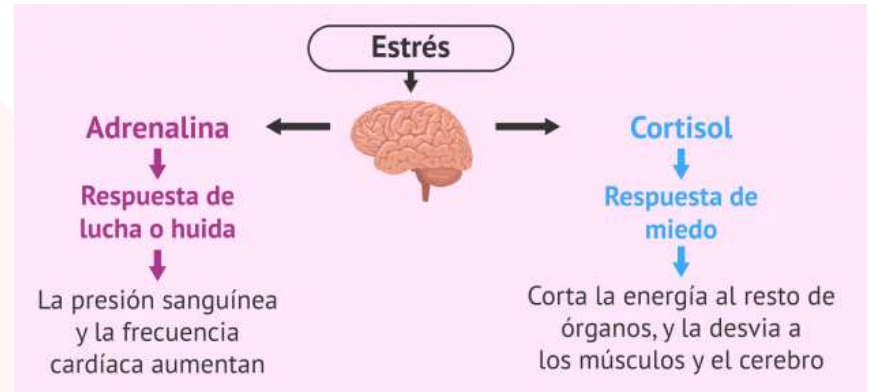 Estrés
Adrenalina
Respuesta de
lucha o huida
La presión sanguínea
y la frecuencia
cardíaca aumentan
Cortisol
Respuesta de
miedo
Corta la energía al resto de
órganos, y la desvia a
los músculos y el cerebro